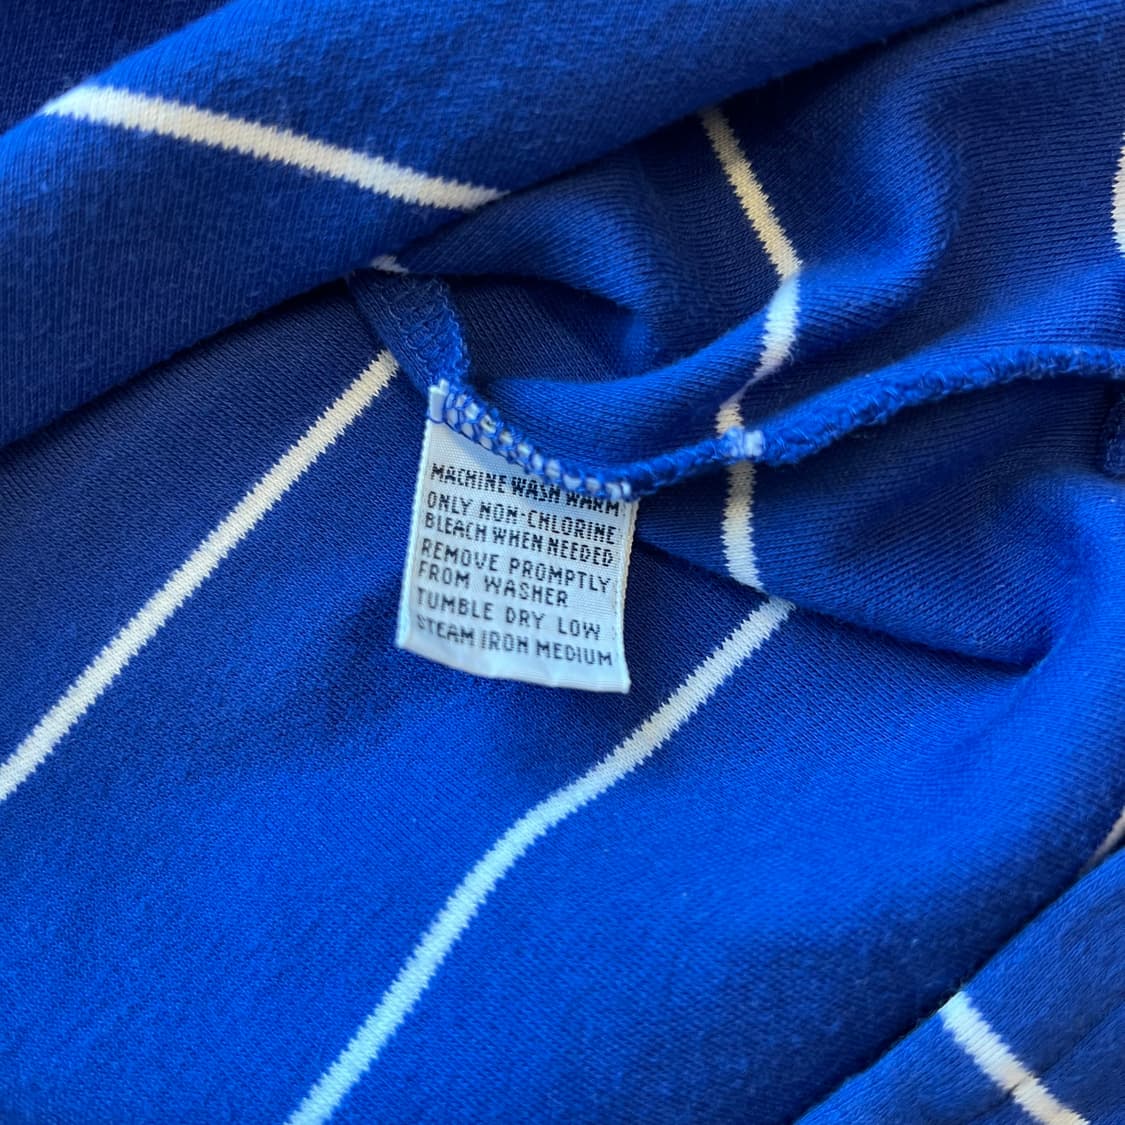 MACHINE WASH WARM
ONLY NON-CHLORINE
BLEACH WHEN NEEDED
REMOVE PROMPTLY
FROM WASHER
TUMBLE DRY LOW
STEAM IRON MEDIUM